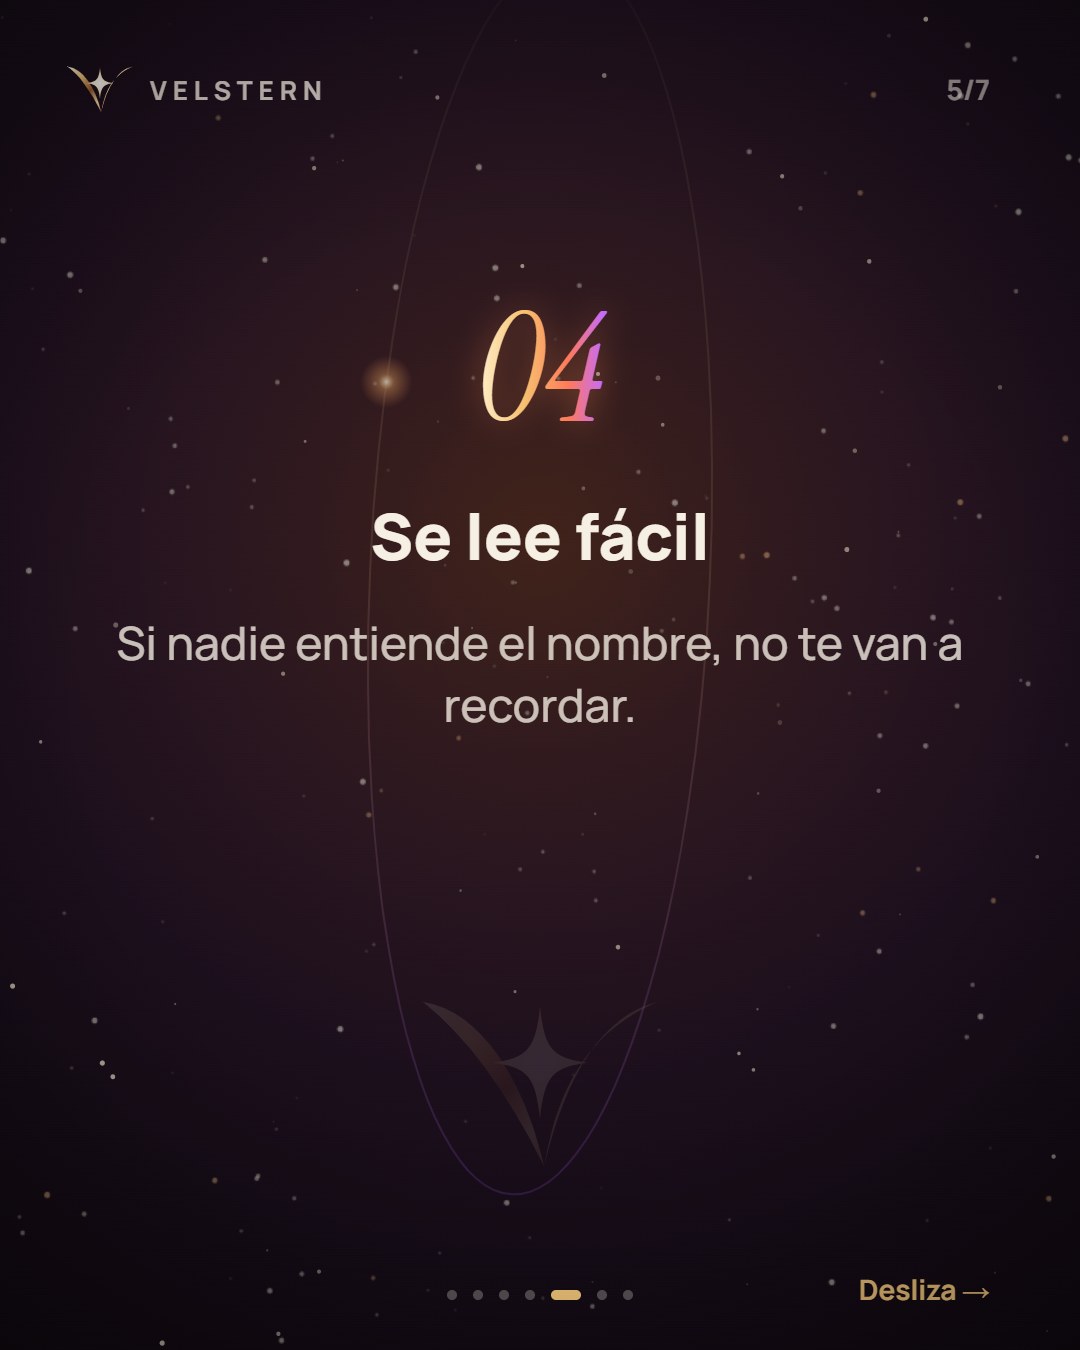 VELSTERN
5/7
04
Se lee fácil
Si nadie entiende el nombre, no te van a
recordar.
Desliza →